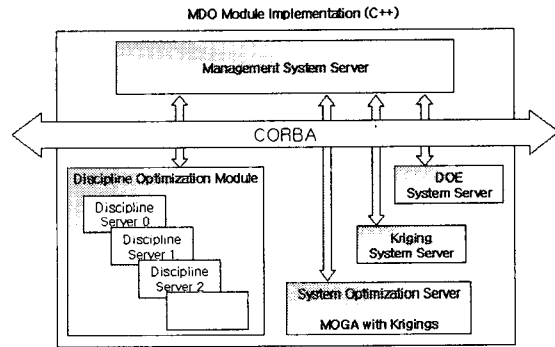 MDO Module Implementation (C++)
Management System Server
CORBA
Discipline Optimization Module
Discipline
Server 0
Discipline
Server 1
Discipline
Server 2
DOE
System Server
Kriging
System Server
System Optimization Server
MOGA with Krigings